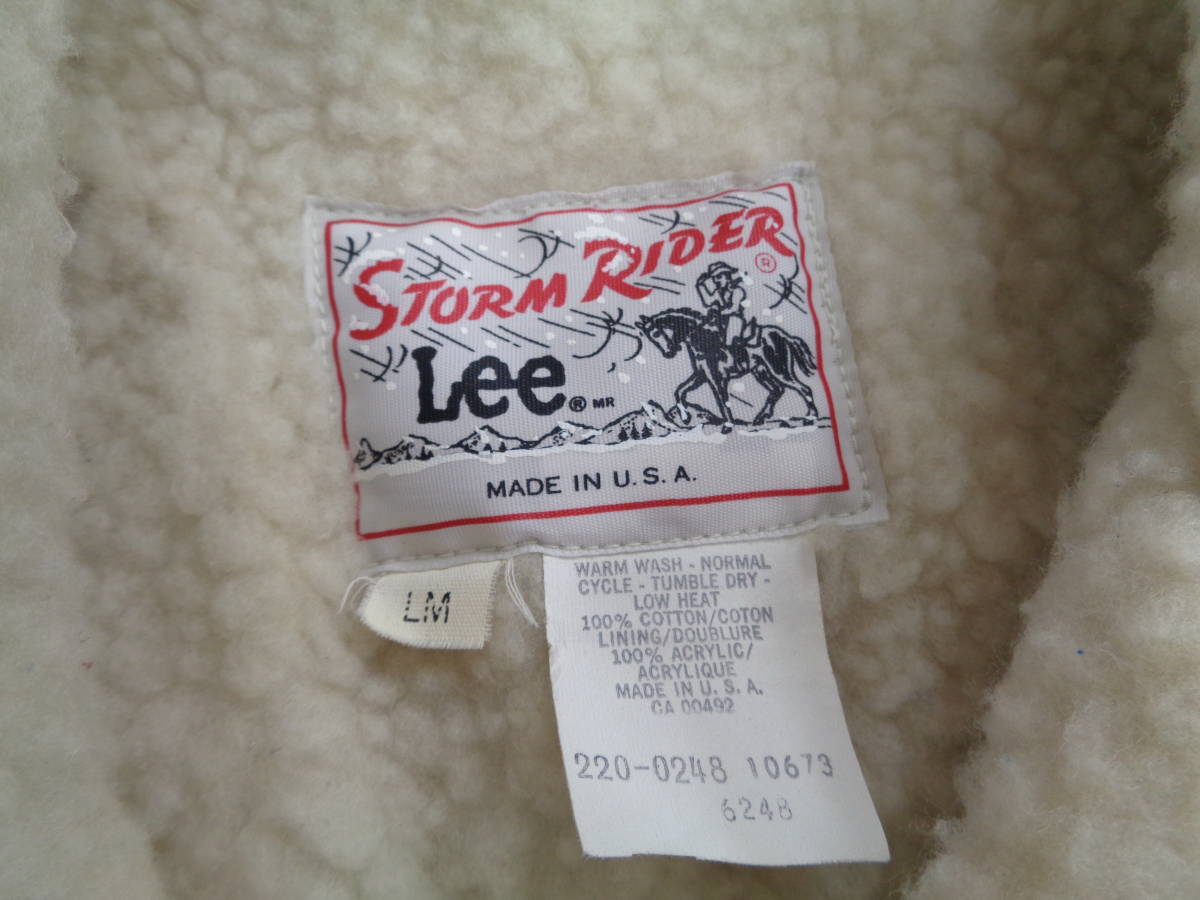 STORM RIDER ®
Lee ® MR
MADE IN U.S.A.
LM
WARM WASH - NORMAL
CYCLE - TUMBLE DRY -
LOW HEAT
100% COTTON/COTON
LINING/DOUBLURE
100% ACRYLIC/
ACRYLIQUE
MADE IN U.S.A.
CA 00492
220-0248 10673
6248